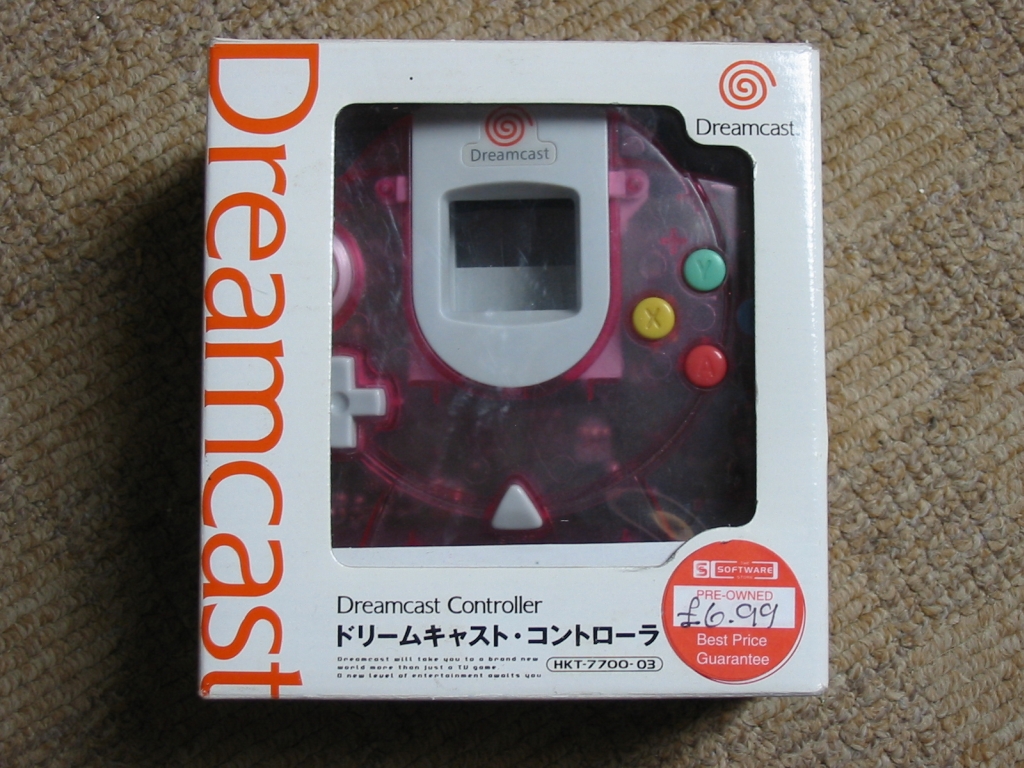 Dreamcast
Dreamcast
Dreamcast
Y
X
A
Dreamcast Controller
ドリームキャスト・コントローラ
Dreamcast will take you to a brand new
world more than just a TV game
A new level of entertainment awaits you
HKT-7700-03
S SOFTWARE
PRE-OWNED
£6.99
Best Price
Guarantee